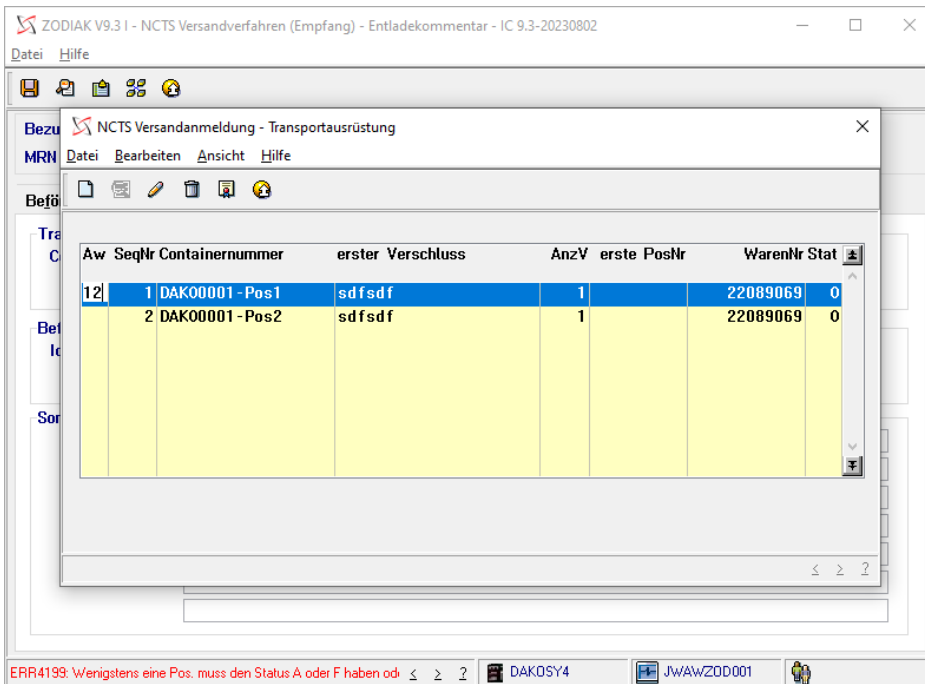 ZODIAK V9.3 I - NCTS Versandverfahren (Empfang) - Entladekommentar - IC 9.3-20230802
Datei Hilfe
Bezu
NCTS Versandanmeldung - Transportausrüstung
MRN
Datei Bearbeiten Ansicht Hilfe
Befö
Tra
C
Aw SeqNr Containernummer erster Verschluss AnzV erste PosNr WarenNr Stat
12 1 DAKO0001-Pos1 sdfsdf 1 22089069 0
2 DAKO0001-Pos2 sdfsdf 1 22089069 0
Bef
Id
Sor
< > ?
ERR4199: Wenigstens eine Pos. muss den Status A oder F haben od < > ? DAKOSY4 JWAWZOD001